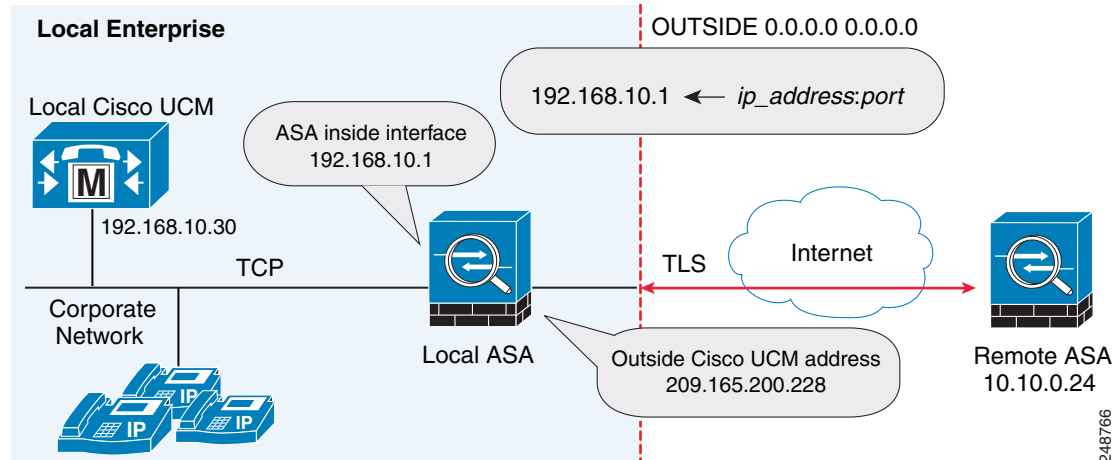 Local Enterprise
OUTSIDE 0.0.0.0 0.0.0.0
192.168.10.1 ← ip_address:port
Local Cisco UCM
ASA inside interface
192.168.10.1
M
192.168.10.30
TCP
TLS
Internet
Corporate
Network
Local ASA
Outside Cisco UCM address
209.165.200.228
Remote ASA
10.10.0.24
IP
IP
IP
248766